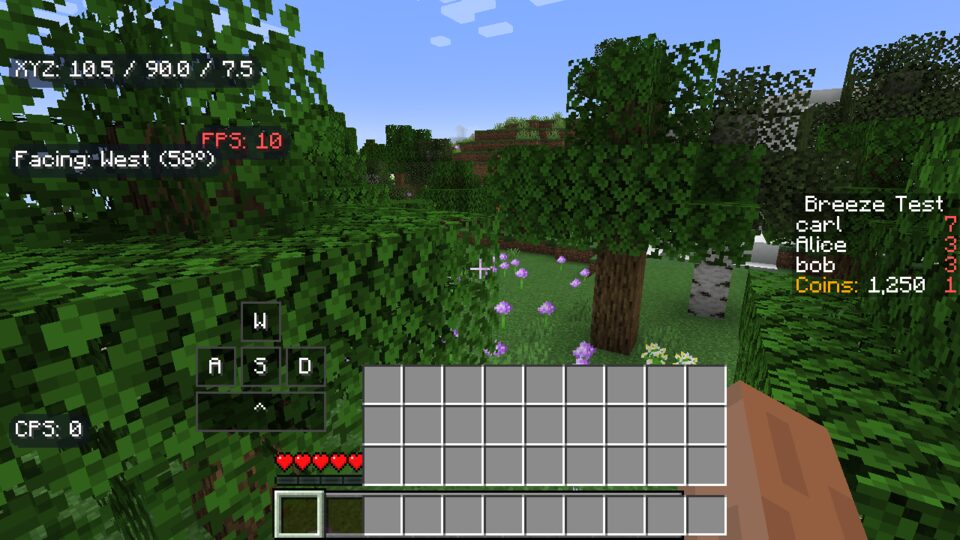 XYZ: 10.5 / 90.0 / 7.5
FPS: 10
Facing: West (58º)
Breeze Test
carl 7
Alice 3
bob 3
Coins: 1,250 1
W
A S D
^
CPS: 0